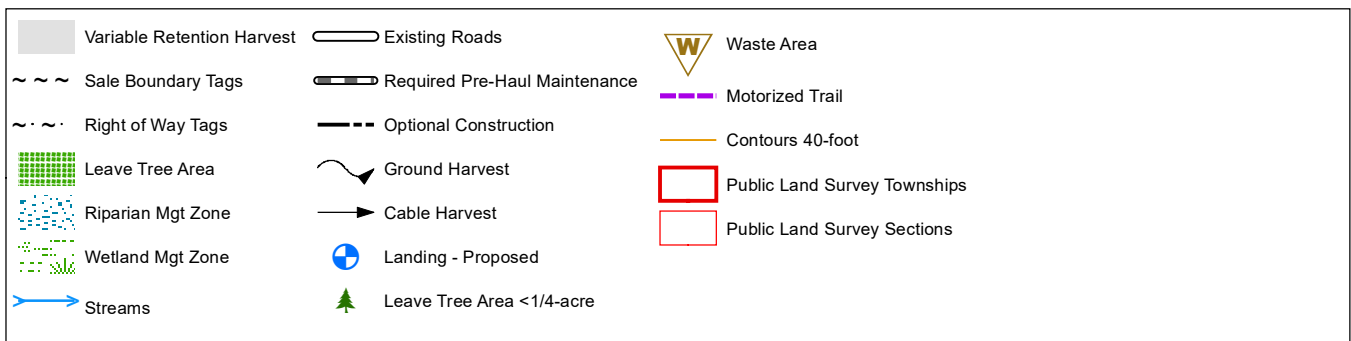 Variable Retention Harvest
Sale Boundary Tags
Right of Way Tags
Leave Tree Area
Riparian Mgt Zone
Wetland Mgt Zone
Streams
Existing Roads
Required Pre-Haul Maintenance
Optional Construction
Ground Harvest
Cable Harvest
Landing - Proposed
Leave Tree Area <1/4-acre
W
Waste Area
Motorized Trail
Contours 40-foot
Public Land Survey Townships
Public Land Survey Sections